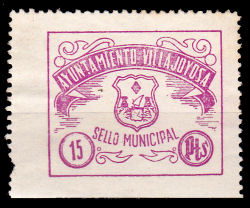 AYUNTAMIENTO VILLAJOYOSA
SELLO MUNICIPAL
15 Pts